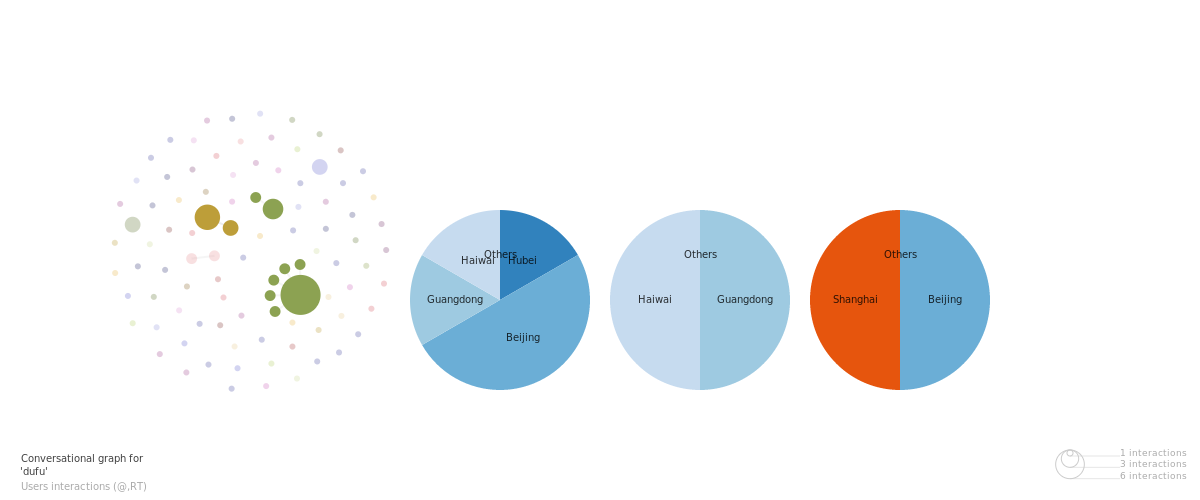 Others
Haiwai
Hubei
Guangdong
Beijing
Others
Haiwai
Guangdong
Others
Shanghai
Beijing
Conversational graph for
'dufu'
Users interactions (@,RT)
1 interactions
3 interactions
6 interactions